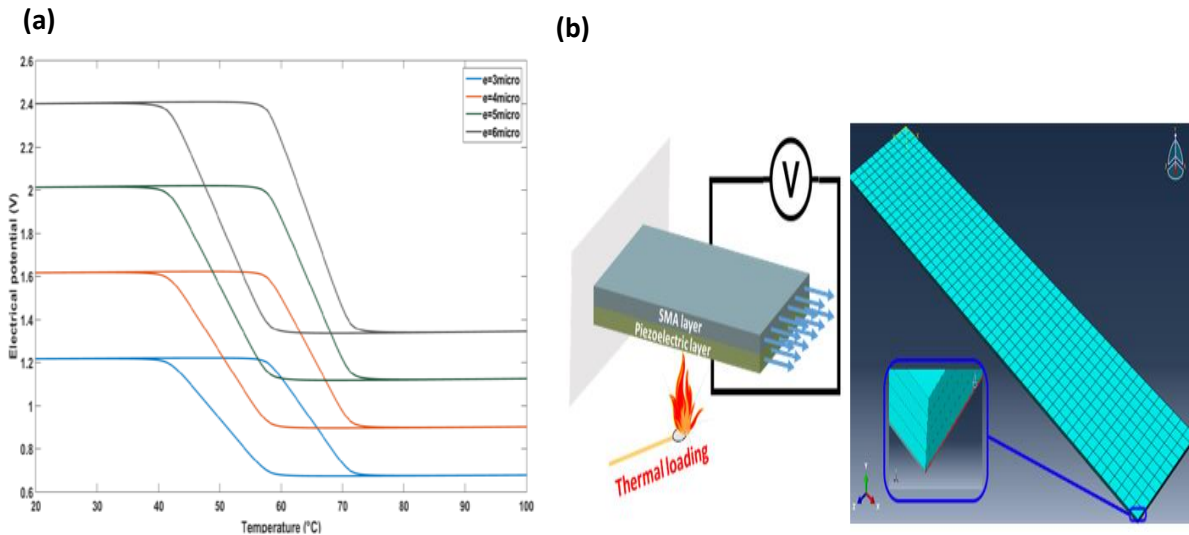 (a)
2.6
2.4
2.2
2
1.8
1.6
1.4
1.2
1
0.8
0.6
Electrical potential (V)
e=3micro
e=4micro
e=5micro
e=6micro
20 30 40 50 60 70 80 90 100
Temperature (°C)
(b)
V
SMA layer
Piezoelectric layer
Thermal loading
Y
Z
X